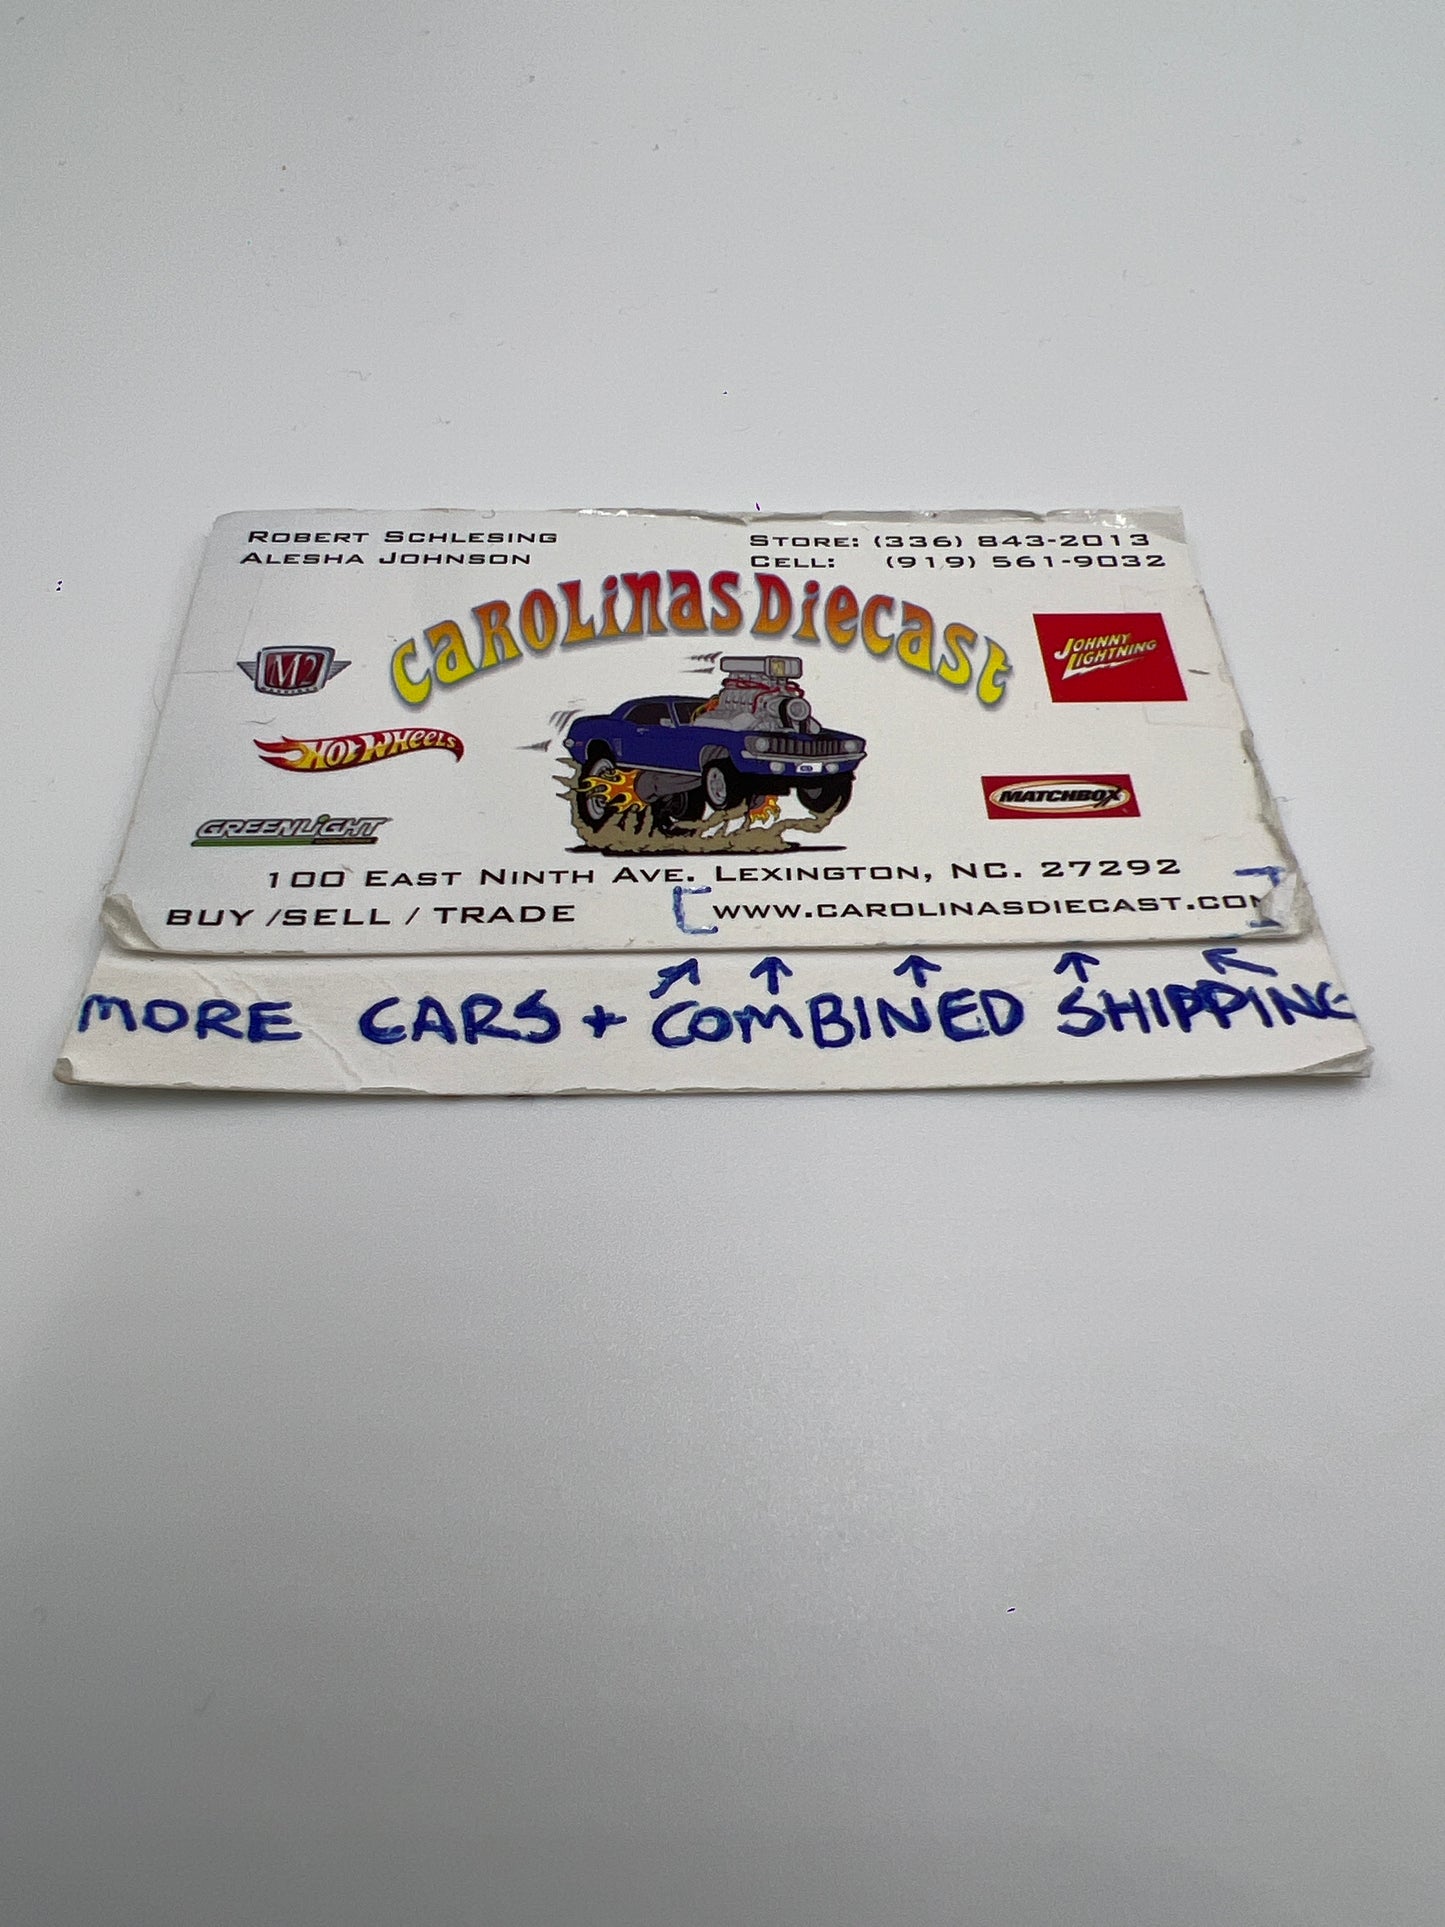 ROBERT SCHLESING
ALESHA JOHNSON
STORE: (336) 843-2013
CELL: (919) 561-9032
CAROLINAS DIECAST
M2
JOHNNY
LIGHTNING
HOT WHEELS
MATCHBOX
GREENLIGHT
100 EAST NINTH AVE. LEXINGTON, NC. 27292
BUY /SELL / TRADE
[WWW.CAROLINASDIECAST.COM]
MORE CARS + COMBINED SHIPPING